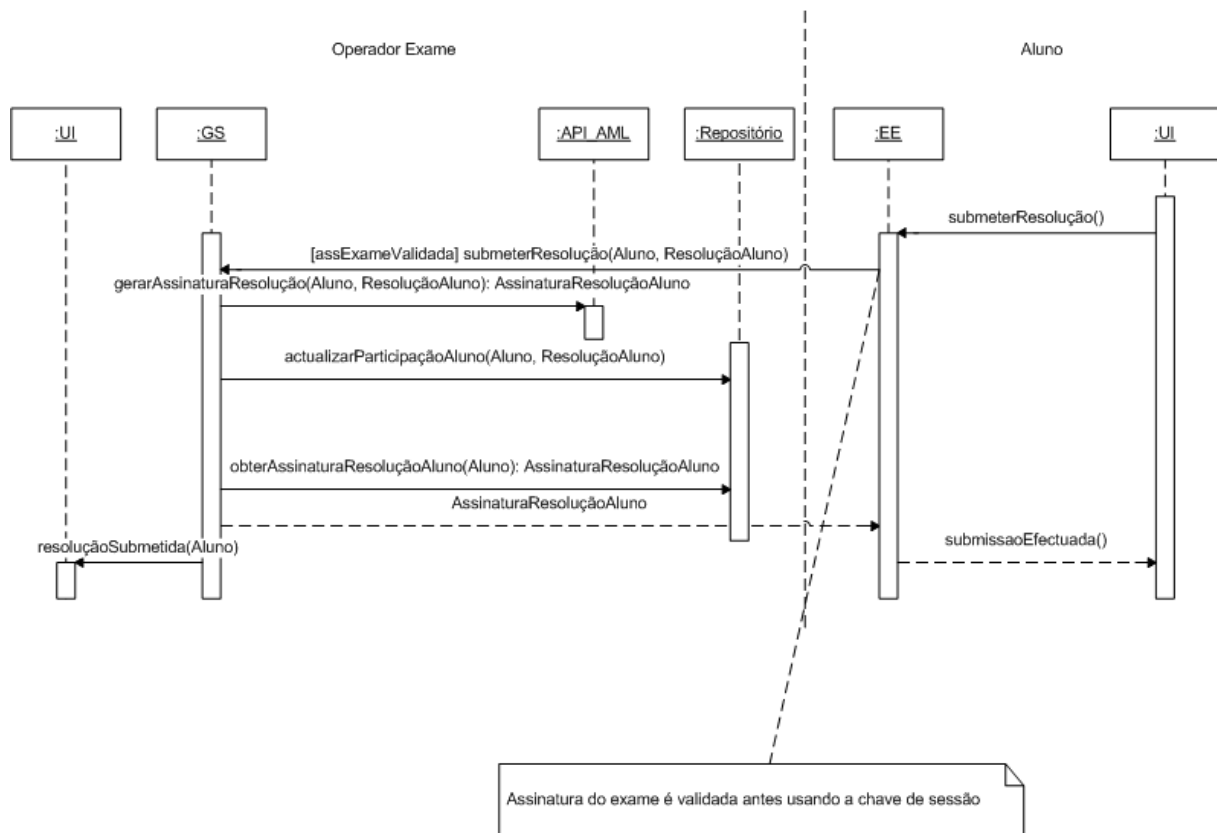 Operador Exame
Aluno
:UI
:GS
:API_AML
:Repositório
:EE
:UI
submeterResolução()
[assExameValidada] submeterResolução(Aluno, ResoluçãoAluno)
gerarAssinaturaResolução(Aluno, ResoluçãoAluno): AssinaturaResoluçãoAluno
actualizarParticipaçãoAluno(Aluno, ResoluçãoAluno)
obterAssinaturaResoluçãoAluno(Aluno): AssinaturaResoluçãoAluno
AssinaturaResoluçãoAluno
resoluçãoSubmetida(Aluno)
submissaoEfectuada()
Assinatura do exame é validada antes usando a chave de sessão